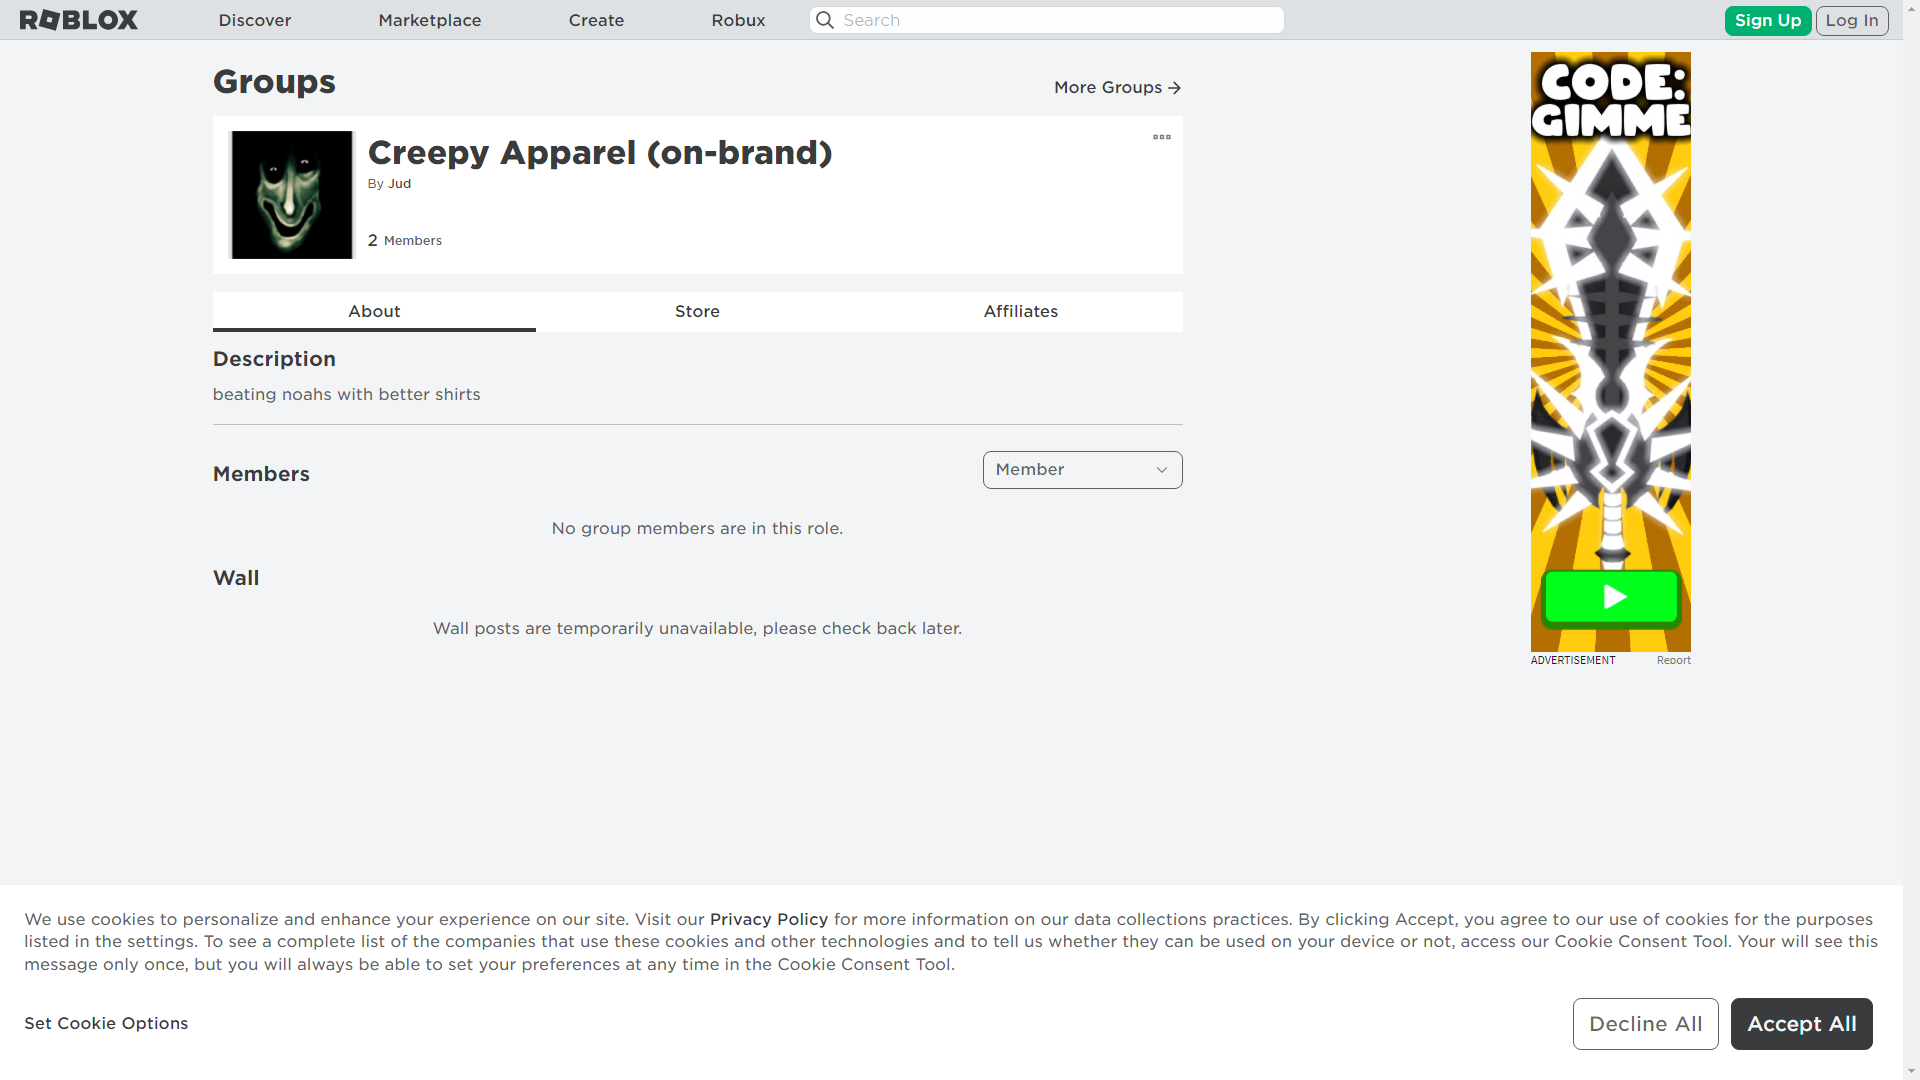 ROBLOX
Discover
Marketplace
Create
Robux
Search
Sign Up
Log In
Groups
More Groups
Creepy Apparel (on-brand)
By Jud
2 Members
About
Store
Affiliates
Description
beating noahs with better shirts
Members
Member
No group members are in this role.
Wall
Wall posts are temporarily unavailable, please check back later.
CODE:
GIMME
ADVERTISEMENT
Report
We use cookies to personalize and enhance your experience on our site. Visit our Privacy Policy for more information on our data collections practices. By clicking Accept, you agree to our use of cookies for the purposes
listed in the settings. To see a complete list of the companies that use these cookies and other technologies and to tell us whether they can be used on your device or not, access our Cookie Consent Tool. Your will see this
message only once, but you will always be able to set your preferences at any time in the Cookie Consent Tool.
Set Cookie Options
Decline All
Accept All